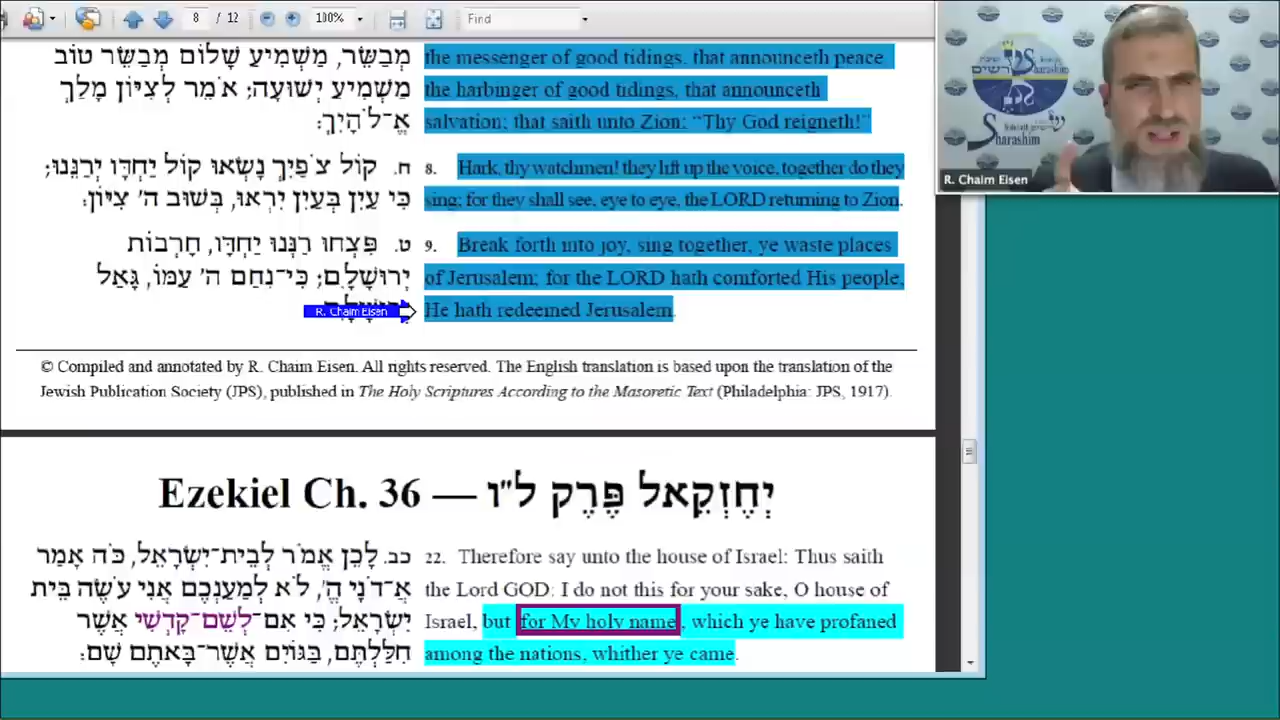 8 / 12
100%
Find
מְבַשֵּׂר, מַשְׁמִיעַ שָׁלוֹם מְבַשֵּׂר טוֹב
מַשְׁמִיעַ יְשׁוּעָה; אֹמֵר לְצִיּוֹן מָלַךְ
אֱ־לֹהָיִךְ:
the messenger of good tidings, that announceth peace
the harbinger of good tidings, that announceth
salvation; that saith unto Zion: “Thy God reigneth!”
ח. קוֹל צֹפַיִךְ נָשְׂאוּ קוֹל יַחְדָּו יְרַנֵּנוּ;
כִּי עַיִן בְּעַיִן יִרְאוּ, בְּשׁוּב ה' צִיּוֹן:
8. Hark, thy watchmen! they lift up the voice, together do they
sing; for they shall see, eye to eye, the LORD returning to Zion.
ט. פִּצְחוּ רַנְּנוּ יַחְדָּו, חָרְבוֹת
יְרוּשָׁלִָם; כִּי־נִחַם ה' עַמּוֹ, גָּאַל
9. Break forth into joy, sing together, ye waste places
of Jerusalem; for the LORD hath comforted His people,
He hath redeemed Jerusalem.
R. Chaim Eisen
© Compiled and annotated by R. Chaim Eisen. All rights reserved. The English translation is based upon the translation of the
Jewish Publication Society (JPS), published in The Holy Scriptures According to the Masoretic Text (Philadelphia: JPS, 1917).
Ezekiel Ch. 36 — יְחֶזְקֵאל פֶּרֶק ל"ו
כב. לָכֵן אֱמֹר לְבֵית־יִשְׂרָאֵל, כֹּה אָמַר
אֲ־דֹנָי ה', לֹא לְמַעַנְכֶם אֲנִי עֹשֶׂה בֵּית
יִשְׂרָאֵל; כִּי אִם־לְשֵׁם־קָדְשִׁי אֲשֶׁר
חִלַּלְתֶּם, בַּגּוֹיִם אֲשֶׁר־בָּאתֶם שָׁם:
22. Therefore say unto the house of Israel: Thus saith
the Lord GOD: I do not this for your sake, O house of
Israel, but for My holy name, which ye have profaned
among the nations, whither ye came.
Sharashim
R. Chaim Eisen